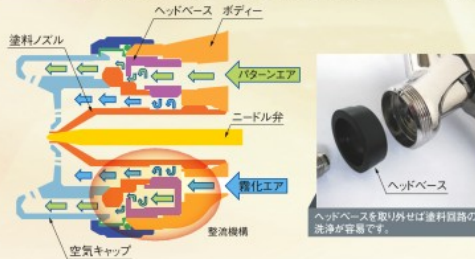 ヘッドベース
ボディー
塗料ノズル
パターンエア
ニードル弁
霧化エア
整流機構
空気キャップ
ヘッドベース
ヘッドベースを取り外せば塗料回路の
洗浄が容易です。